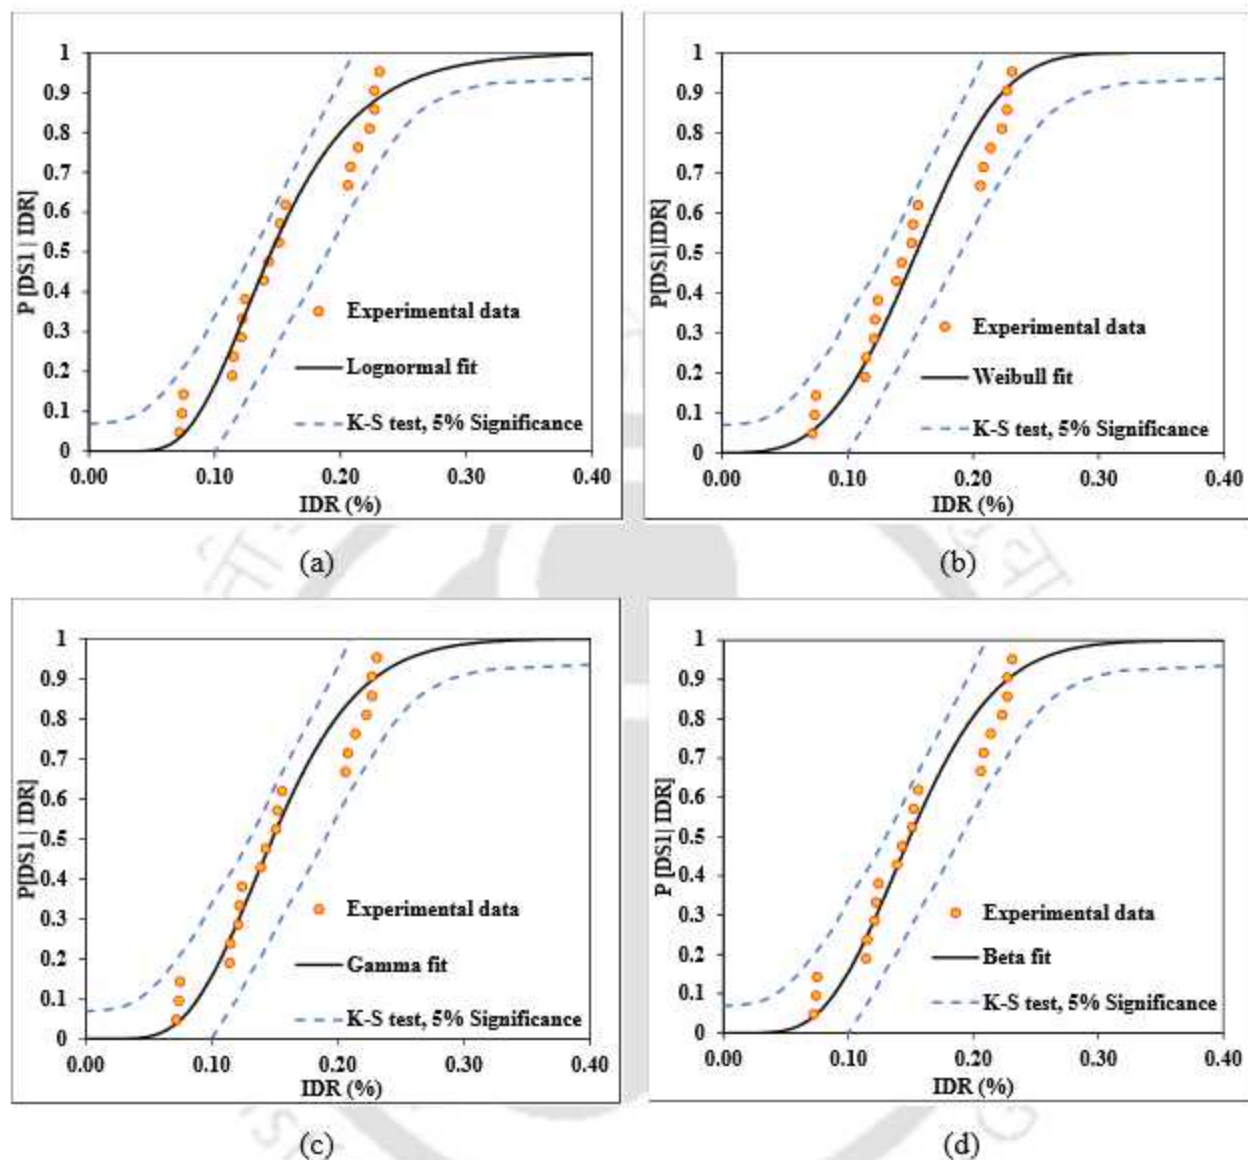 1
0.9
0.8
0.7
0.6
0.5
0.4
0.3
0.2
0.1
0
P [DS1 | IDR]
Experimental data
Lognormal fit
K-S test, 5% Significance
0.00 0.10 0.20 0.30 0.40
IDR (%)
(a)
1
0.9
0.8
0.7
0.6
0.5
0.4
0.3
0.2
0.1
0
P[DS1|IDR]
Experimental data
Weibull fit
K-S test, 5% Significance
0.00 0.10 0.20 0.30 0.40
IDR (%)
(b)
1
0.9
0.8
0.7
0.6
0.5
0.4
0.3
0.2
0.1
0
P[DS1 | IDR]
Experimental data
Gamma fit
K-S test, 5% Significance
0.00 0.10 0.20 0.30 0.40
IDR (%)
(c)
1
0.9
0.8
0.7
0.6
0.5
0.4
0.3
0.2
0.1
0
P [DS1| IDR]
Experimental data
Beta fit
K-S test, 5% Significance
0.00 0.10 0.20 0.30 0.40
IDR (%)
(d)